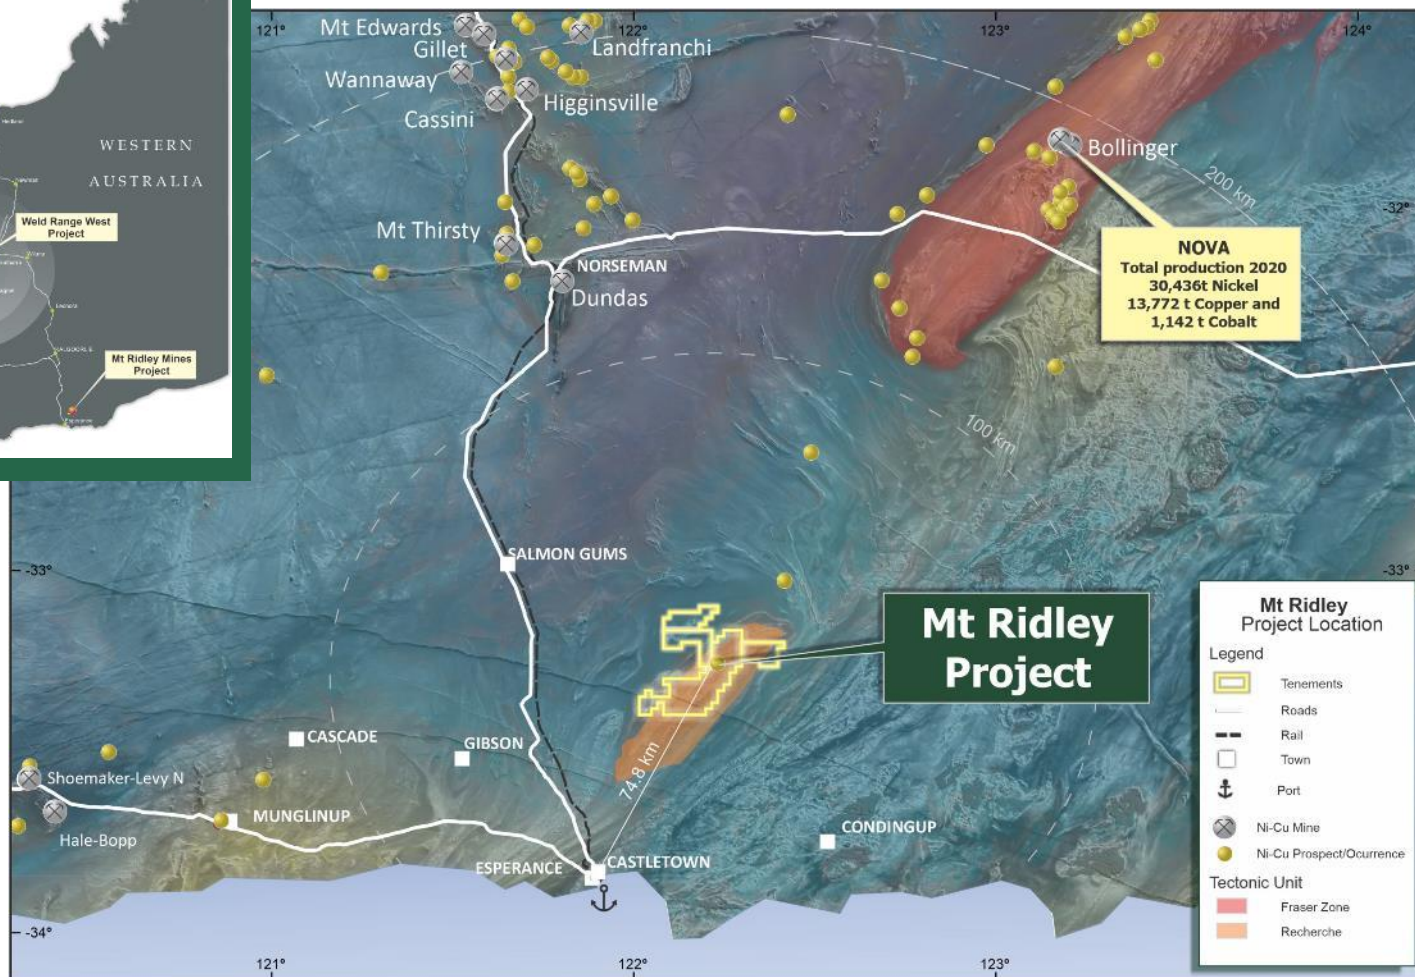 WESTERN
AUSTRALIA
Weld Range West
Project
Mt Ridley Mines
Project
121°
122°
123°
124°
Mt Edwards
Gillet
Landfranchi
Wannaway
Higginsville
Cassini
Bollinger
200 km
-32°
Mt Thirsty
NORSEMAN
Dundas
NOVA
Total production 2020
30,436t Nickel
13,772 t Copper and
1,142 t Cobalt
100 km
SALMON GUMS
-33°
-33°
Mt Ridley
Project
74.8 km
CASCADE
GIBSON
Shoemaker-Levy N
MUNGLINUP
Hale-Bopp
CONDINGUP
ESPERANCE
CASTLETOWN
-34°
121°
122°
123°
Mt Ridley
Project Location
Legend
Tenements
Roads
Rail
Town
Port
Ni-Cu Mine
Ni-Cu Prospect/Ocurrence
Tectonic Unit
Fraser Zone
Recherche